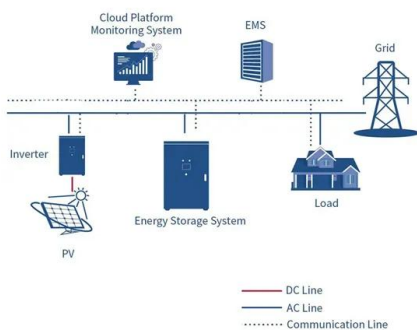 Cloud Platform
Monitoring System
EMS
Grid
Inverter
Energy Storage System
Load
PV
DC Line
AC Line
Communication Line